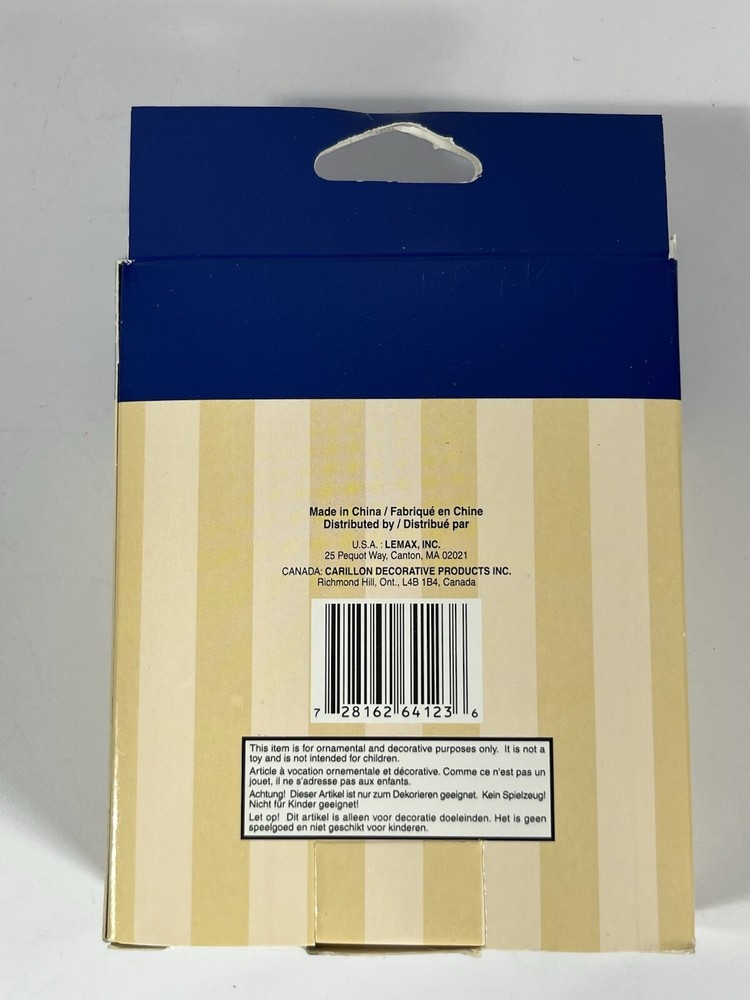 Made in China / Fabriqué en Chine
Distributed by / Distribué par
U.S.A. : LEMAX, INC.
25 Pequot Way, Canton, MA 02021
CANADA: CARILLON DECORATIVE PRODUCTS INC.
Richmond Hill, Ont., L4B 1B4, Canada
7 28162 64123 6
This item is for ornamental and decorative purposes only. It is not a
toy and is not intended for children.
Article à vocation ornementale et décorative. Comme ce n'est pas un
jouet, il ne s'adresse pas aux enfants.
Achtung! Dieser Artikel ist nur zum Dekorieren geeignet. Kein Spielzeug!
Nicht für Kinder geeignet!
Let op! Dit artikel is alleen voor decoratie doeleinden. Het is geen
speelgoed en niet geschikt voor kinderen.